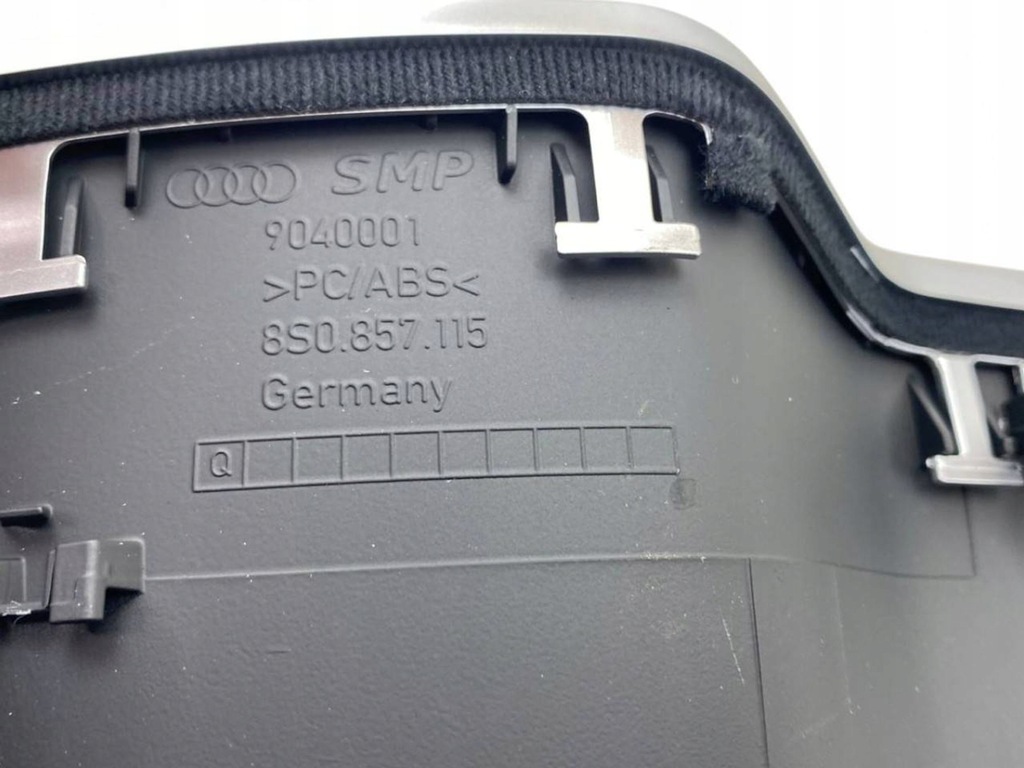 SMP
9040001
>PC/ABS<
8S0.857.115
Germany
Q